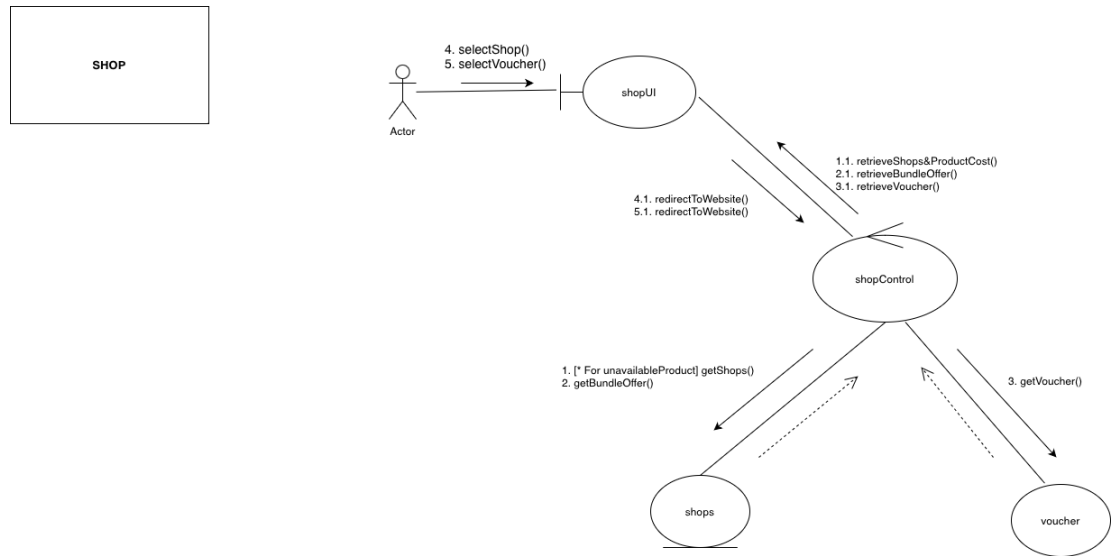 SHOP
4. selectShop()
5. selectVoucher()
shopUI
Actor
1.1. retrieveShops&ProductCost()
2.1. retrieveBundleOffer()
3.1. retrieveVoucher()
4.1. redirectToWebsite()
5.1. redirectToWebsite()
shopControl
1. [* For unavailableProduct] getShops()
2. getBundleOffer()
3. getVoucher()
shops
voucher